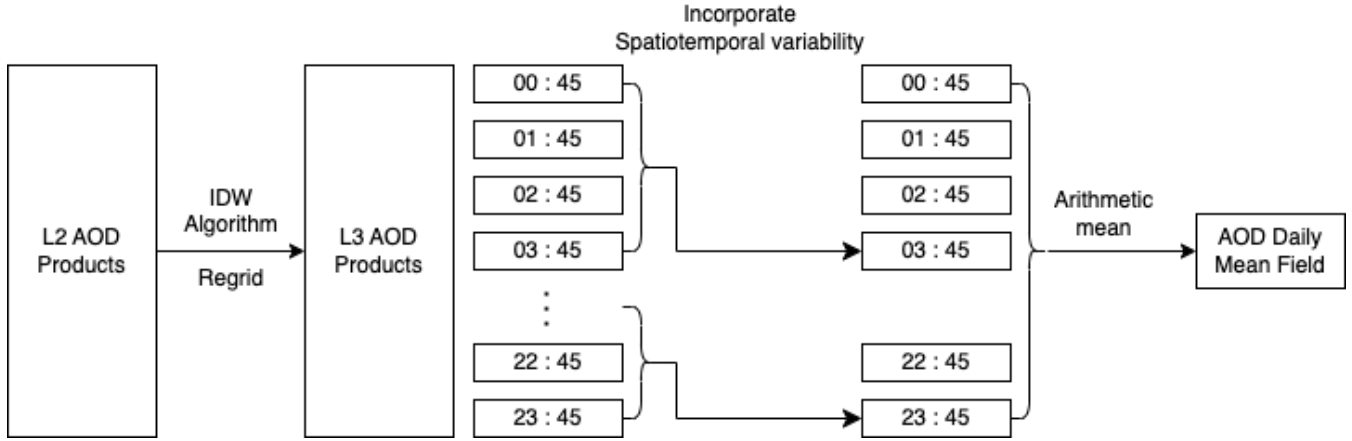 Incorporate
Spatiotemporal variability
L2 AOD
Products
IDW
Algorithm
Regrid
L3 AOD
Products
00 : 45
01 : 45
02 : 45
03 : 45
22 : 45
23 : 45
00 : 45
01 : 45
02 : 45
03 : 45
22 : 45
23 : 45
Arithmetic
mean
AOD Daily
Mean Field